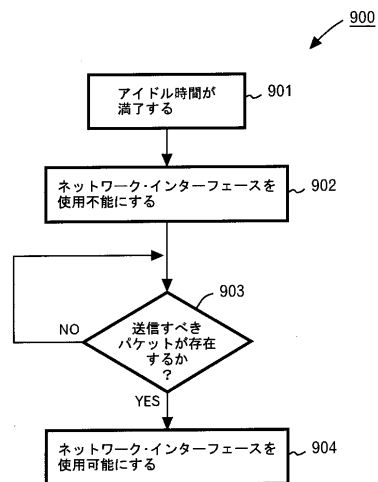 900
アイドル時間が
満了する
901
ネットワーク・インターフェースを
使用不能にする
902
903
送信すべき
パケットが存在
するか
?
NO
YES
ネットワーク・インターフェースを
使用可能にする
904